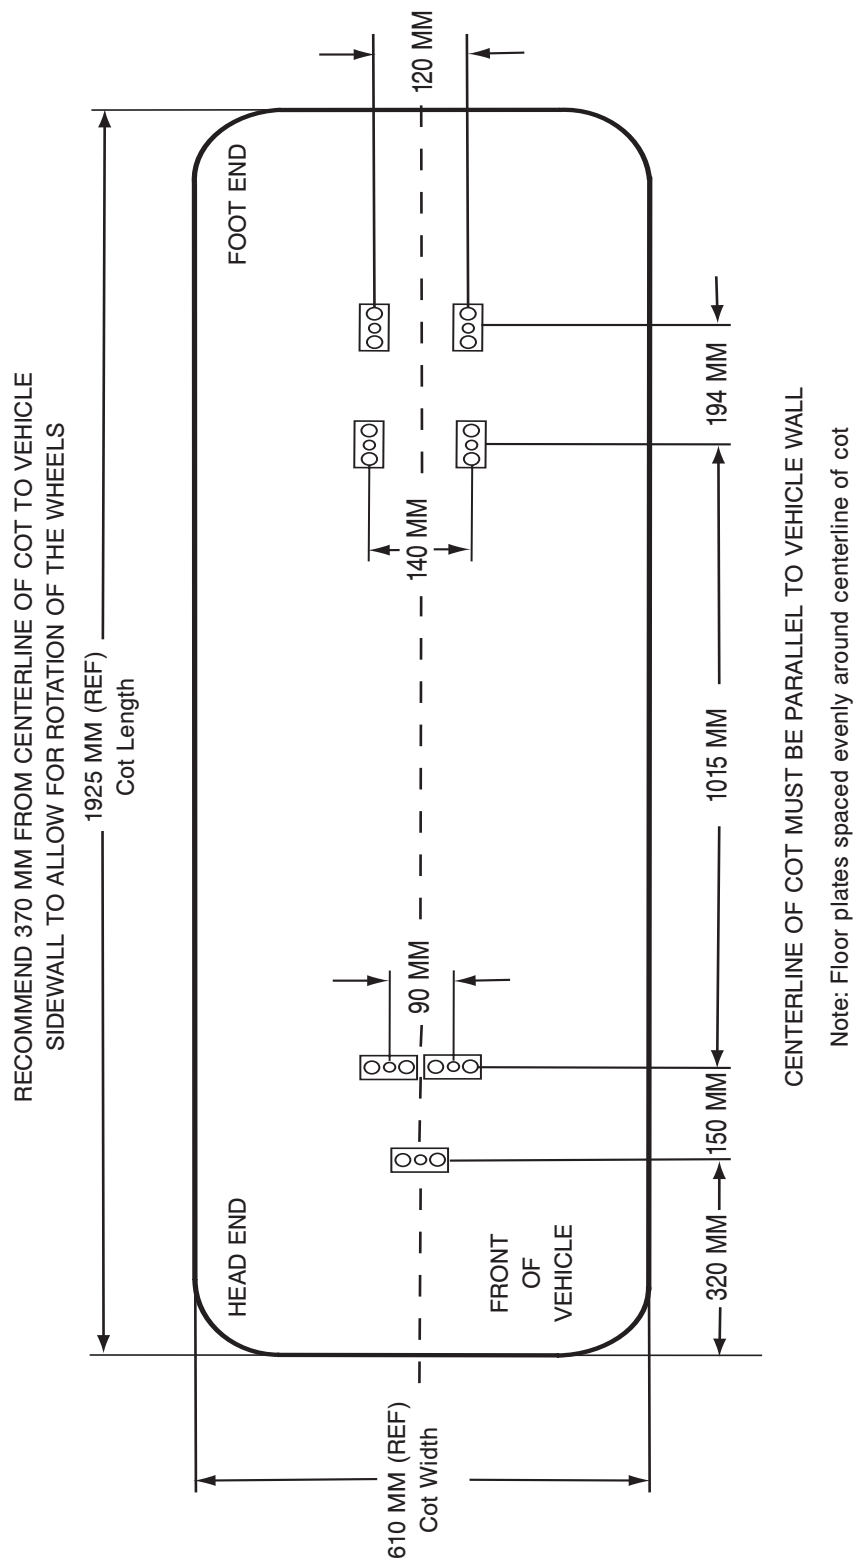 RECOMMEND 370 MM FROM CENTERLINE OF COT TO VEHICLE
SIDEWALL TO ALLOW FOR ROTATION OF THE WHEELS
1925 MM (REF)
Cot Length
HEAD END
FOOT END
610 MM (REF)
Cot Width
90 MM
140 MM
120 MM
FRONT
OF
VEHICLE
320 MM
150 MM
1015 MM
194 MM
CENTERLINE OF COT MUST BE PARALLEL TO VEHICLE WALL
Note: Floor plates spaced evenly around centerline of cot